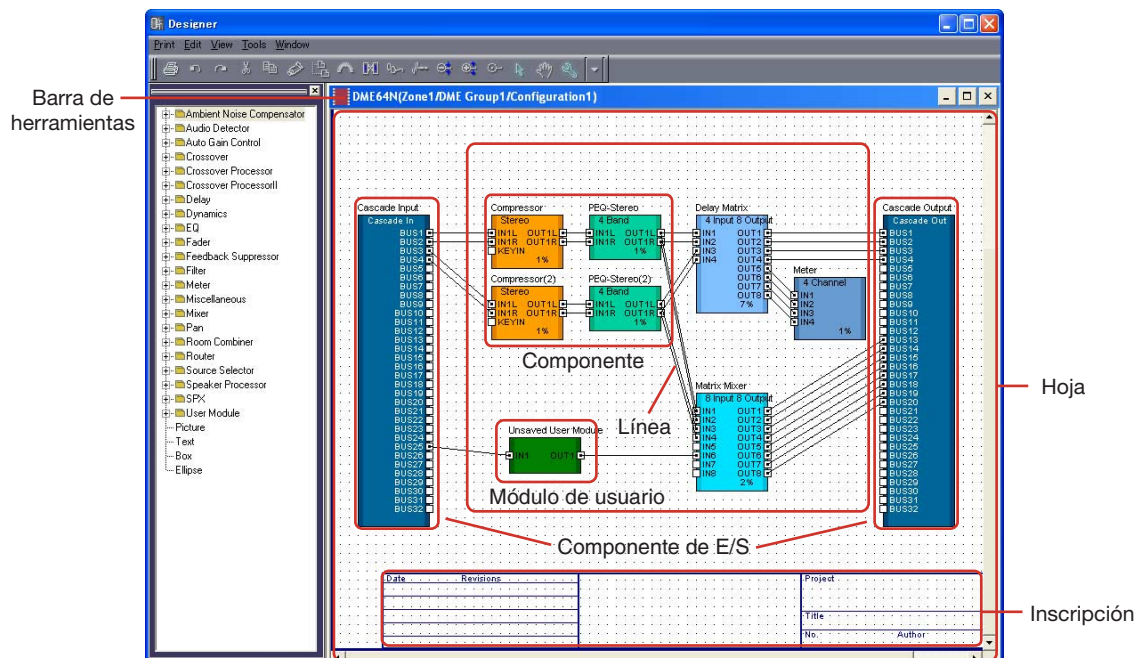 Designer
Print Edit View Tools Window
Barra de
herramientas
DME64N(Zone1/DME Group1/Configuration1)
Ambient Noise Compensator
Audio Detector
Auto Gain Control
Crossover
Crossover Processor
Crossover ProcessorII
Delay
Dynamics
EQ
Fader
Feedback Suppressor
Filter
Meter
Miscellaneous
Mixer
Pan
Room Combiner
Router
Source Selector
Speaker Processor
SPX
User Module
Picture
Text
Box
Ellipse
Cascade Input
Cascade In
BUS1
BUS2
BUS3
BUS4
BUS5
BUS6
BUS7
BUS8
BUS9
BUS10
BUS11
BUS12
BUS13
BUS14
BUS15
BUS16
BUS17
BUS18
BUS19
BUS20
BUS21
BUS22
BUS23
BUS24
BUS25
BUS26
BUS27
BUS28
BUS29
BUS30
BUS31
BUS32
Compressor
Stereo
IN1L OUT1L
IN1R OUT1R
KEYIN
1%
PEQ-Stereo
4 Band
IN1L OUT1L
IN1R OUT1R
1%
Compressor(2)
Stereo
IN1L OUT1L
IN1R OUT1R
KEYIN
1%
PEQ-Stereo(2)
4 Band
IN1L OUT1L
IN1R OUT1R
1%
Componente
Delay Matrix
4 Input 8 Output
IN1 OUT1
IN2 OUT2
IN3 OUT3
IN4 OUT4
OUT5
OUT6
OUT7
OUT8
7%
Meter
4 Channel
IN1
IN2
IN3
IN4
1%
Línea
Matrix Mixer
8 Input 8 Output
IN1 OUT1
IN2 OUT2
IN3 OUT3
IN4 OUT4
IN5 OUT5
IN6 OUT6
IN7 OUT7
IN8 OUT8
2%
Unsaved User Module
IN1 OUT1
Módulo de usuario
Cascade Output
Cascade Out
BUS1
BUS2
BUS3
BUS4
BUS5
BUS6
BUS7
BUS8
BUS9
BUS10
BUS11
BUS12
BUS13
BUS14
BUS15
BUS16
BUS17
BUS18
BUS19
BUS20
BUS21
BUS22
BUS23
BUS24
BUS25
BUS26
BUS27
BUS28
BUS29
BUS30
BUS31
BUS32
Hoja
Componente de E/S
Date Revisions
Project
Title
No. Author
Inscripción